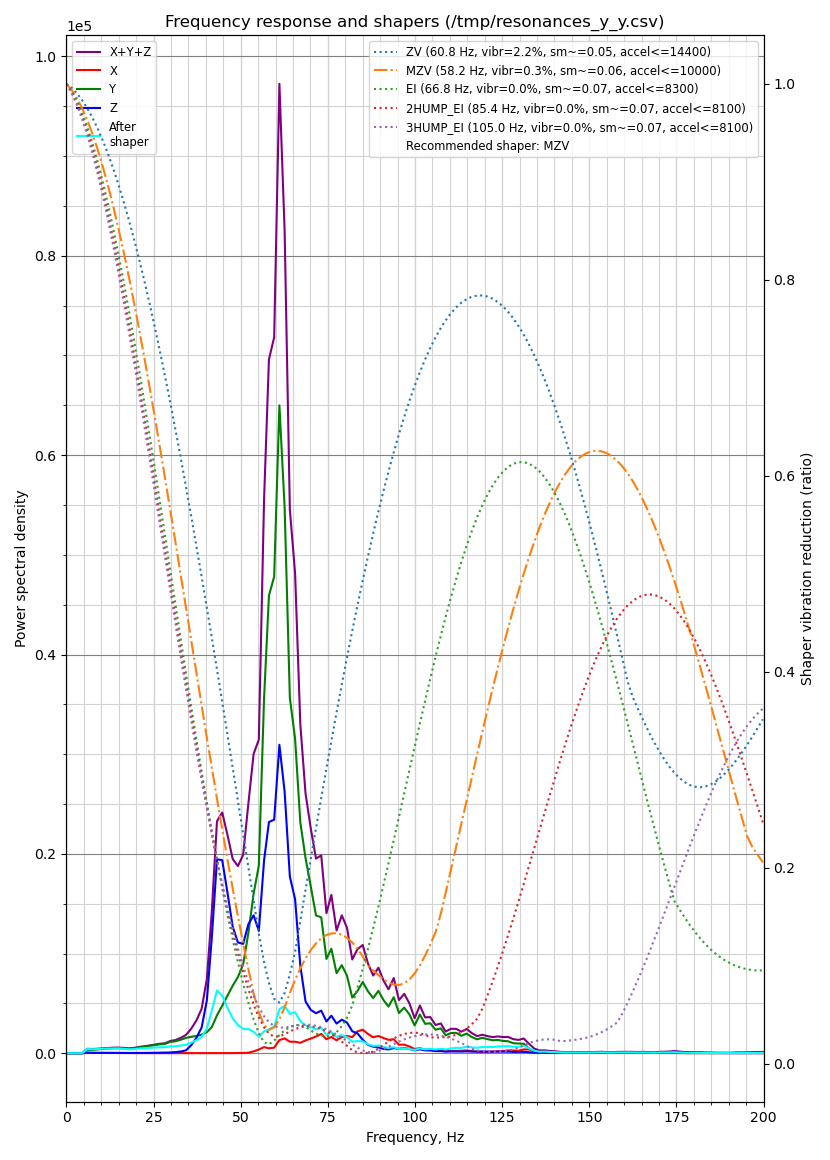 Frequency response and shapers (/tmp/resonances_y_y.csv)
1e5
X+Y+Z
X
Y
Z
After
shaper
ZV (60.8 Hz, vibr=2.2%, sm~=0.05, accel<=14400)
MZV (58.2 Hz, vibr=0.3%, sm~=0.06, accel<=10000)
EI (66.8 Hz, vibr=0.0%, sm~=0.07, accel<=8300)
2HUMP_EI (85.4 Hz, vibr=0.0%, sm~=0.07, accel<=8100)
3HUMP_EI (105.0 Hz, vibr=0.0%, sm~=0.07, accel<=8100)
Recommended shaper: MZV
1.0
0.8
0.6
0.4
0.2
0.0
Power spectral density
1.0
0.8
0.6
0.4
0.2
0.0
Shaper vibration reduction (ratio)
0 25 50 75 100 125 150 175 200
Frequency, Hz